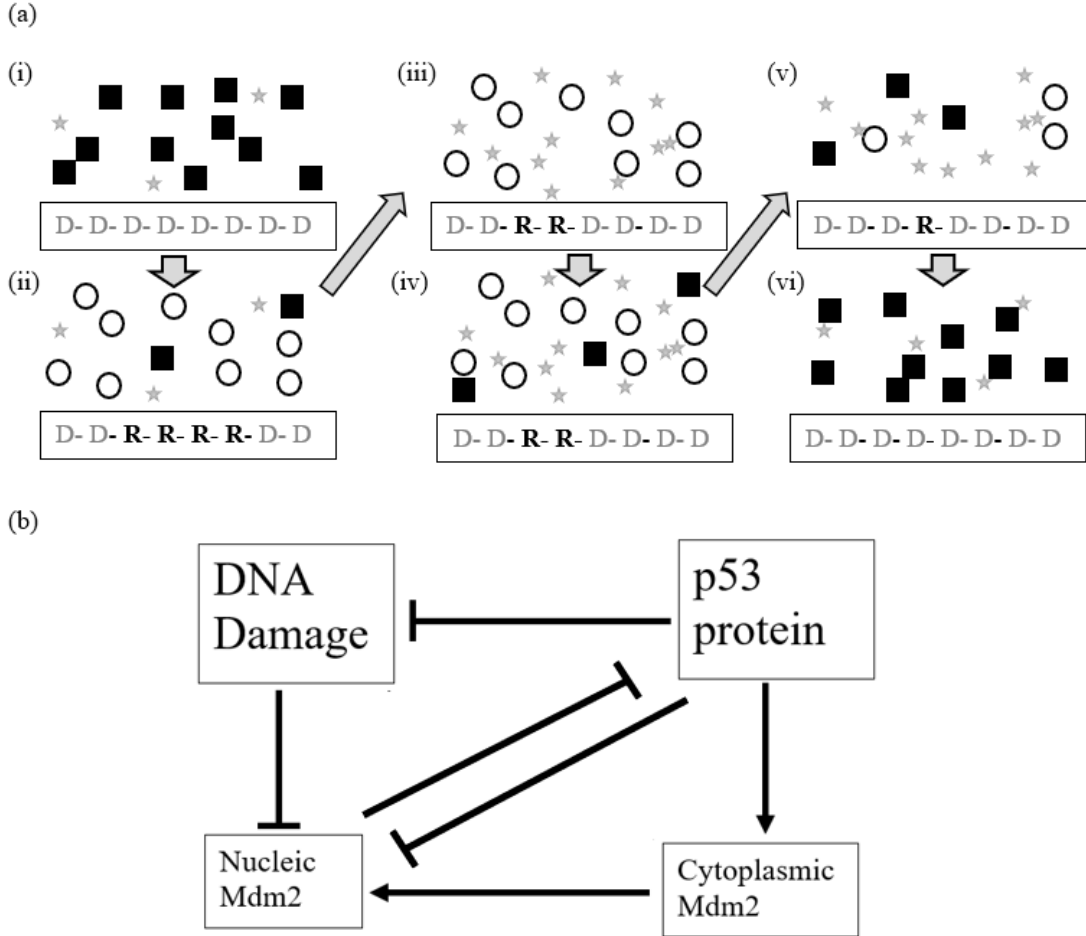 (a)
(i)
D- D- D- D- D- D- D- D
(ii)
D- D- R- R- R- R- D- D
(iii)
D- D- R- R- D- D- D- D
(iv)
D- D- R- R- D- D- D- D
(v)
D- D- D- R- D- D- D- D
(vi)
D- D- D- D- D- D- D- D
(b)
DNA
Damage
p53
protein
Nucleic
Mdm2
Cytoplasmic
Mdm2